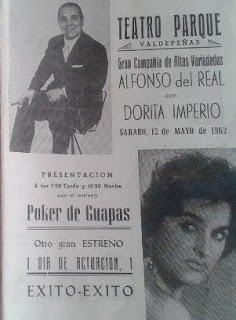 TEATRO PARQUE
VALDEPEÑAS
Gran Compañia de Altas Variedades
ALFONSO del REAL
con
DORITA IMPERIO
SABADO, 12 de MAYO de 1962
PRESENTACION
A las 7'30 Tarde y 10'30 Noche
con el estreno
Poker de Guapas
Otro gran ESTRENO
1 DIA DE ACTUACION, 1
EXITO-EXITO